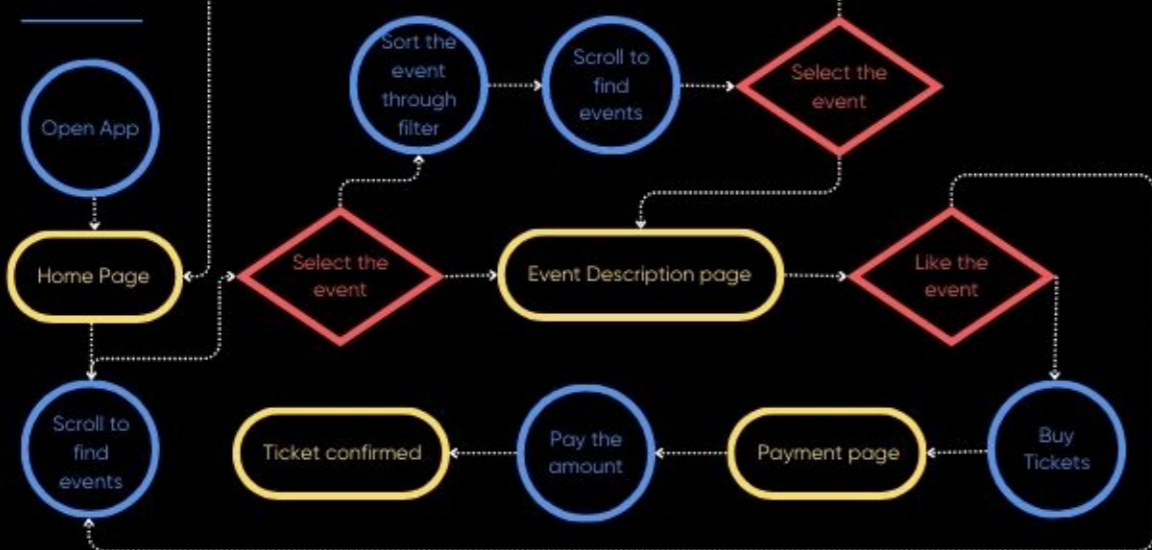 Open App
Home Page
Scroll to
find
events
Select the
event
Sort the
event
through
filter
Scroll to
find
events
Select the
event
Event Description page
Like the
event
Buy
Tickets
Payment page
Pay the
amount
Ticket confirmed